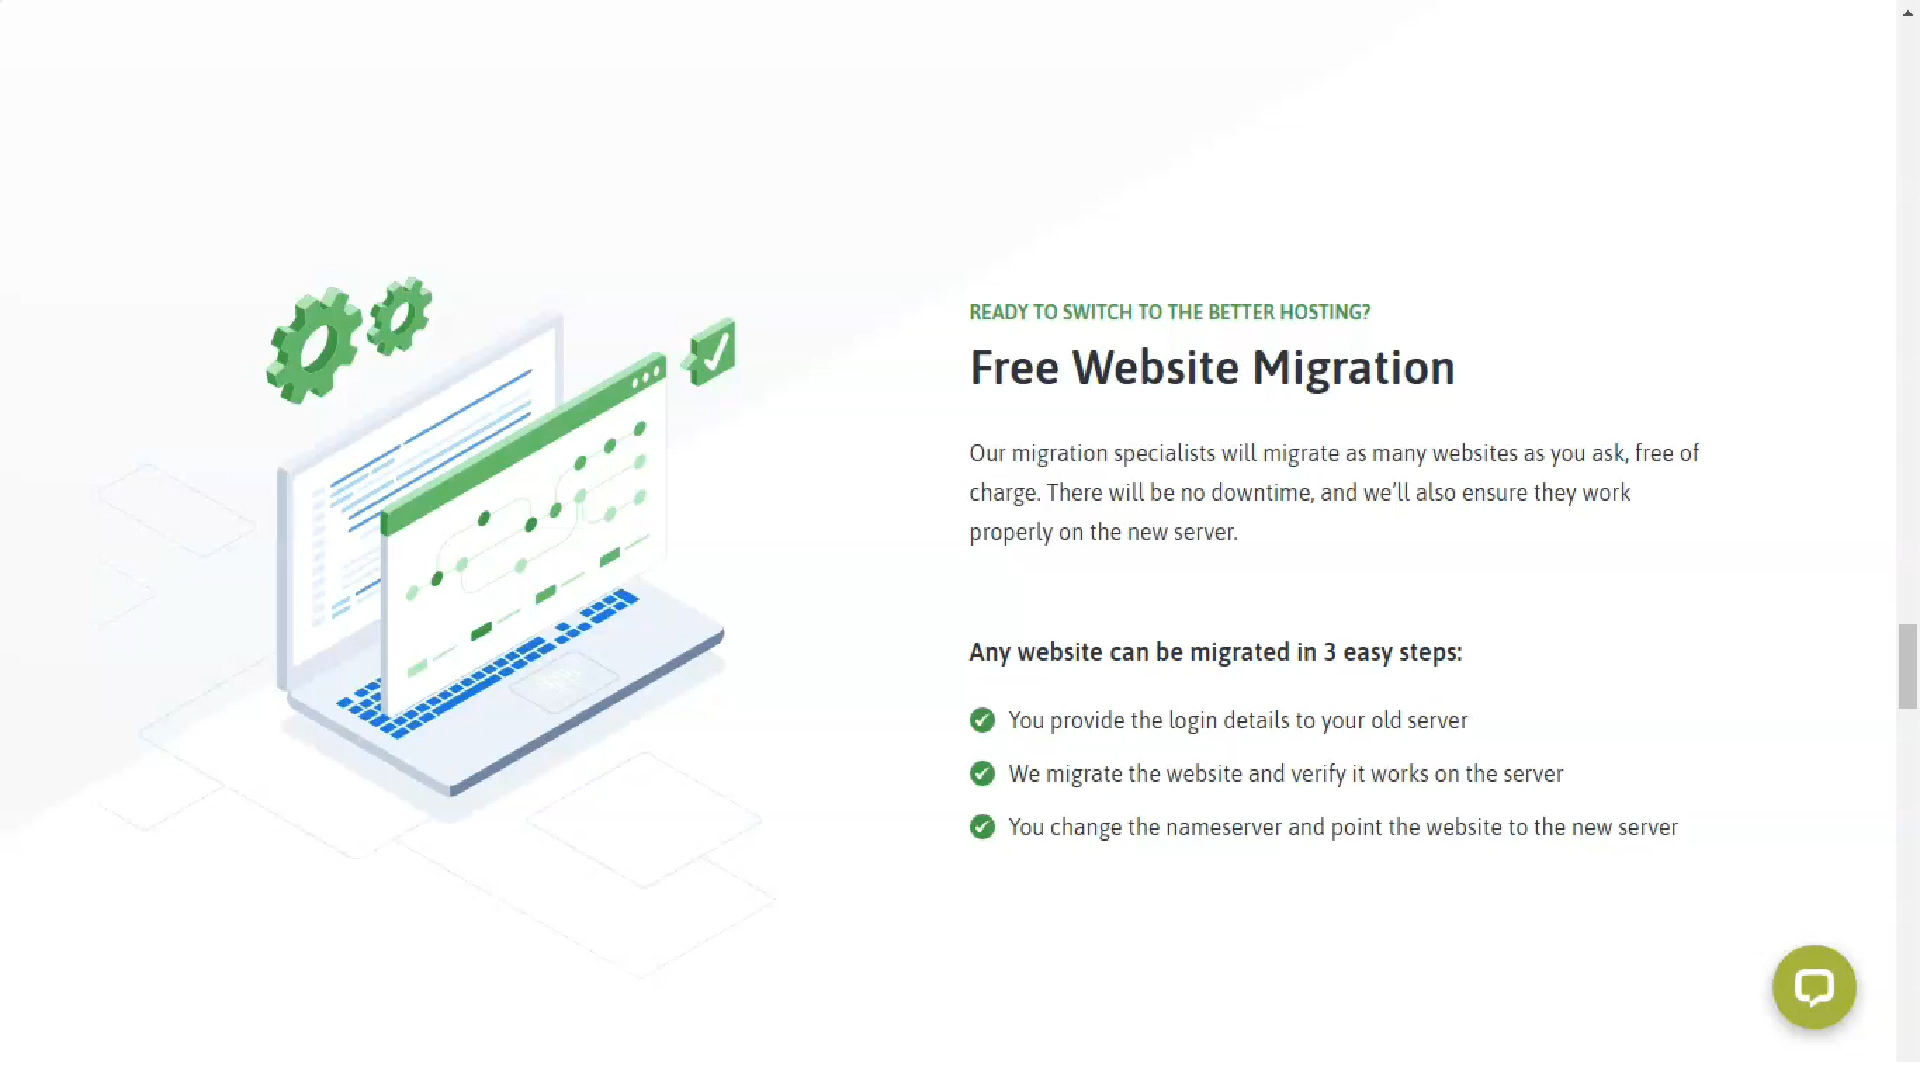 READY TO SWITCH TO THE BETTER HOSTING?
Free Website Migration
Our migration specialists will migrate as many websites as you ask, free of
charge. There will be no downtime, and we’ll also ensure they work
properly on the new server.
Any website can be migrated in 3 easy steps:
You provide the login details to your old server
We migrate the website and verify it works on the server
You change the nameserver and point the website to the new server